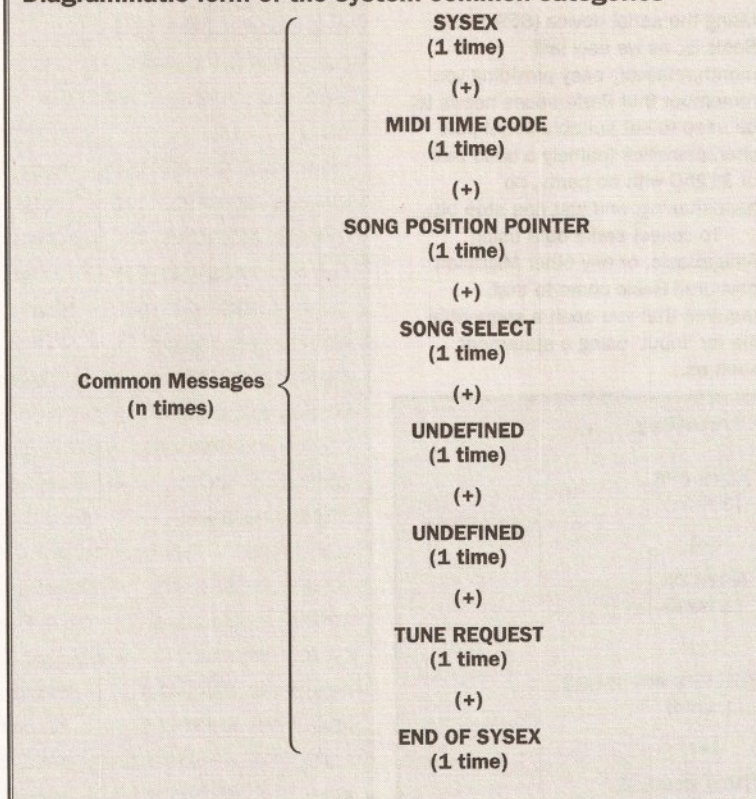 Diagrammatic form of the system common categories
SYSEX
(1 time)
(+)
MIDI TIME CODE
(1 time)
(+)
SONG POSITION POINTER
(1 time)
(+)
SONG SELECT
(1 time)
(+)
Common Messages
(n times)
UNDEFINED
(1 time)
(+)
UNDEFINED
(1 time)
(+)
TUNE REQUEST
(1 time)
(+)
END OF SYSEX
(1 time)